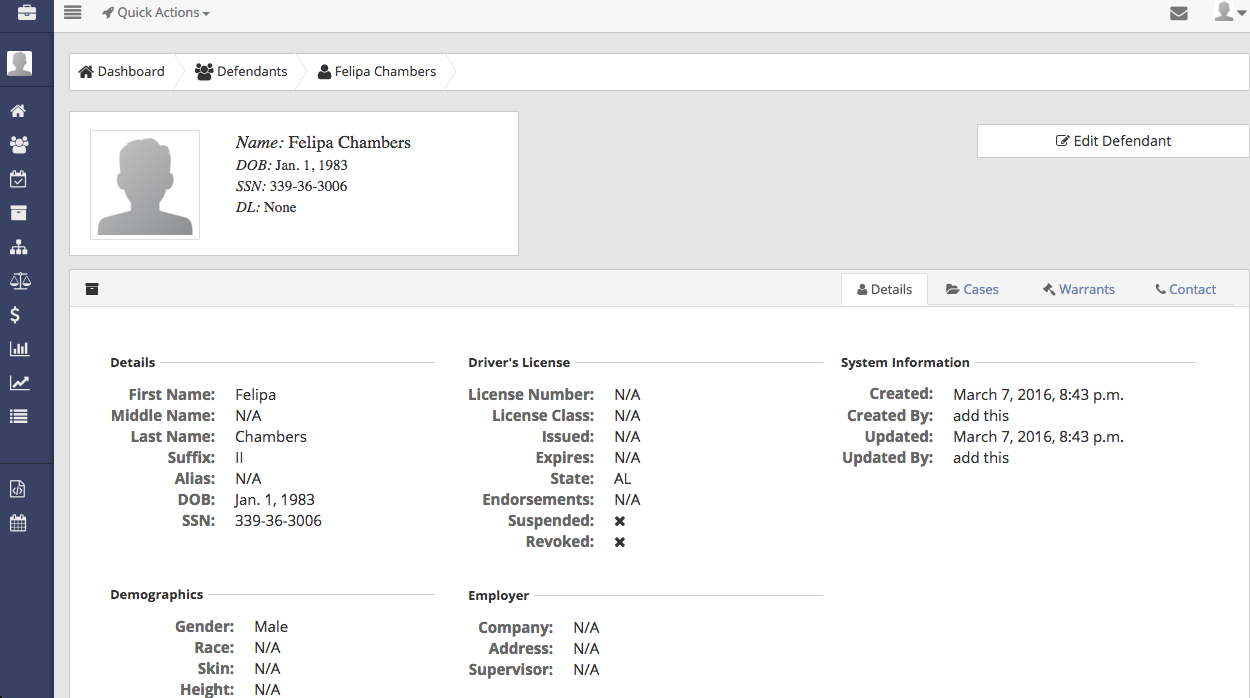 Quick Actions
Dashboard
Defendants
Felipa Chambers
Name: Felipa Chambers
DOB: Jan. 1, 1983
SSN: 339-36-3006
DL: None
Edit Defendant
Details
Cases
Warrants
Contact
Details
First Name: Felipa
Middle Name: N/A
Last Name: Chambers
Suffix: II
Alias: N/A
DOB: Jan. 1, 1983
SSN: 339-36-3006
Driver's License
License Number: N/A
License Class: N/A
Issued: N/A
Expires: N/A
State: AL
Endorsements: N/A
Suspended: ✖
Revoked: ✖
System Information
Created: March 7, 2016, 8:43 p.m.
Created By: add this
Updated: March 7, 2016, 8:43 p.m.
Updated By: add this
Demographics
Gender: Male
Race: N/A
Skin: N/A
Height: N/A
Employer
Company: N/A
Address: N/A
Supervisor: N/A